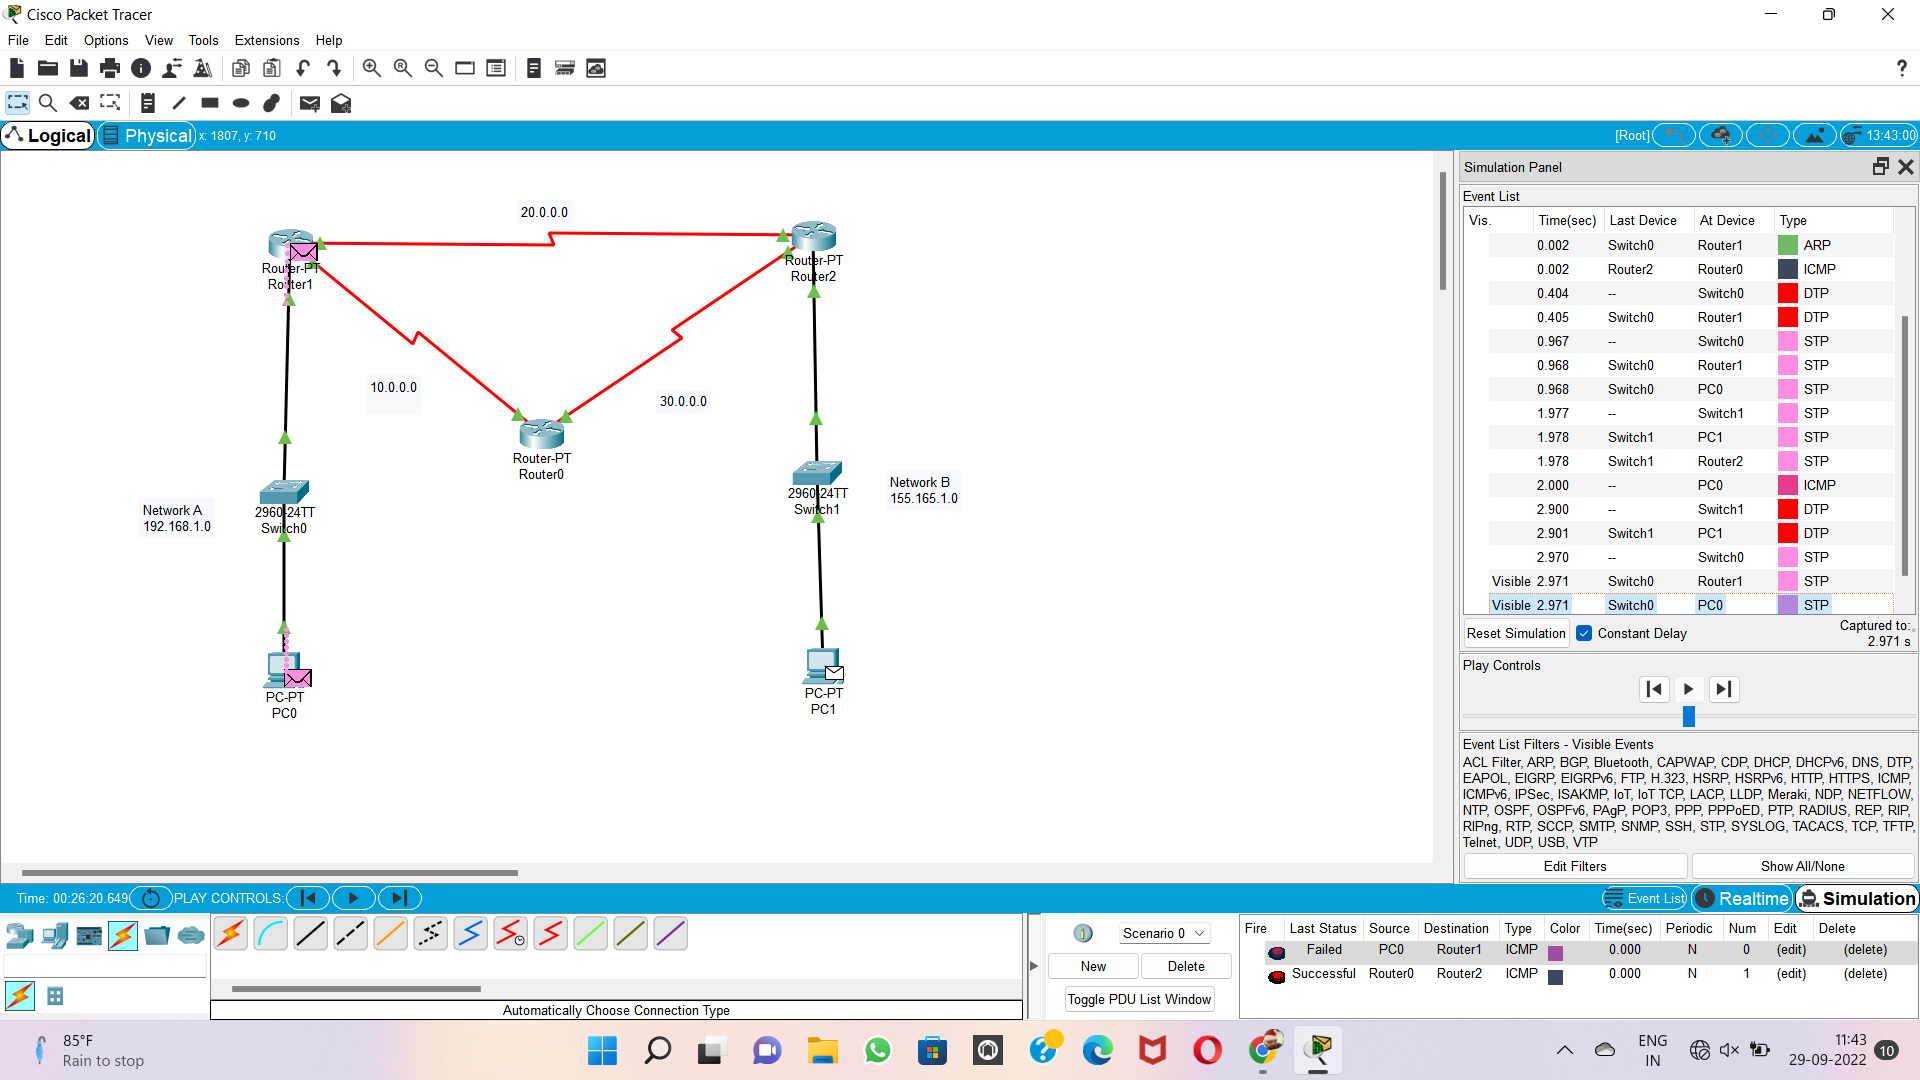 Cisco Packet Tracer
File Edit Options View Tools Extensions Help
Logical Physical x: 1807, y: 710 [Root] 13:43:00
20.0.0.0
Router-PT
Router1
Router-PT
Router2
10.0.0.0
30.0.0.0
Router-PT
Router0
Network A
192.168.1.0
2960-24TT
Switch0
2960-24TT
Switch1
Network B
155.165.1.0
PC-PT
PC0
PC-PT
PC1
Simulation Panel
Event List
Vis. Time(sec) Last Device At Device Type
0.002 Switch0 Router1 ARP
0.002 Router2 Router0 ICMP
0.404 -- Switch0 DTP
0.405 Switch0 Router1 DTP
0.967 -- Switch0 STP
0.968 Switch0 Router1 STP
0.968 Switch0 PC0 STP
1.977 -- Switch1 STP
1.978 Switch1 PC1 STP
1.978 Switch1 Router2 STP
2.000 -- PC0 ICMP
2.900 -- Switch1 DTP
2.901 Switch1 PC1 DTP
2.970 -- Switch0 STP
Visible 2.971 Switch0 Router1 STP
Visible 2.971 Switch0 PC0 STP
Reset Simulation Constant Delay Captured to:
2.971 s
Play Controls
Event List Filters - Visible Events
ACL Filter, ARP, BGP, Bluetooth, CAPWAP, CDP, DHCP, DHCPv6, DNS, DTP,
EAPOL, EIGRP, EIGRPv6, FTP, H.323, HSRP, HSRPv6, HTTP, HTTPS, ICMP,
ICMPv6, IPSec, ISAKMP, IoT, IoT TCP, LACP, LLDP, Meraki, NDP, NETFLOW,
NTP, OSPF, OSPFv6, PAgP, POP3, PPP, PPPoED, PTP, RADIUS, REP, RIP,
RIPng, RTP, SCCP, SMTP, SNMP, SSH, STP, SYSLOG, TACACS, TCP, TFTP,
Telnet, UDP, USB, VTP
Edit Filters Show All/None
Time: 00:26:20.649 PLAY CONTROLS: Event List Realtime Simulation
Scenario 0
New Delete
Toggle PDU List Window
Fire Last Status Source Destination Type Color Time(sec) Periodic Num Edit Delete
Failed PC0 Router1 ICMP 0.000 N 0 (edit) (delete)
Successful Router0 Router2 ICMP 0.000 N 1 (edit) (delete)
Automatically Choose Connection Type
85°F
Rain to stop
ENG
IN
11:43
29-09-2022
10